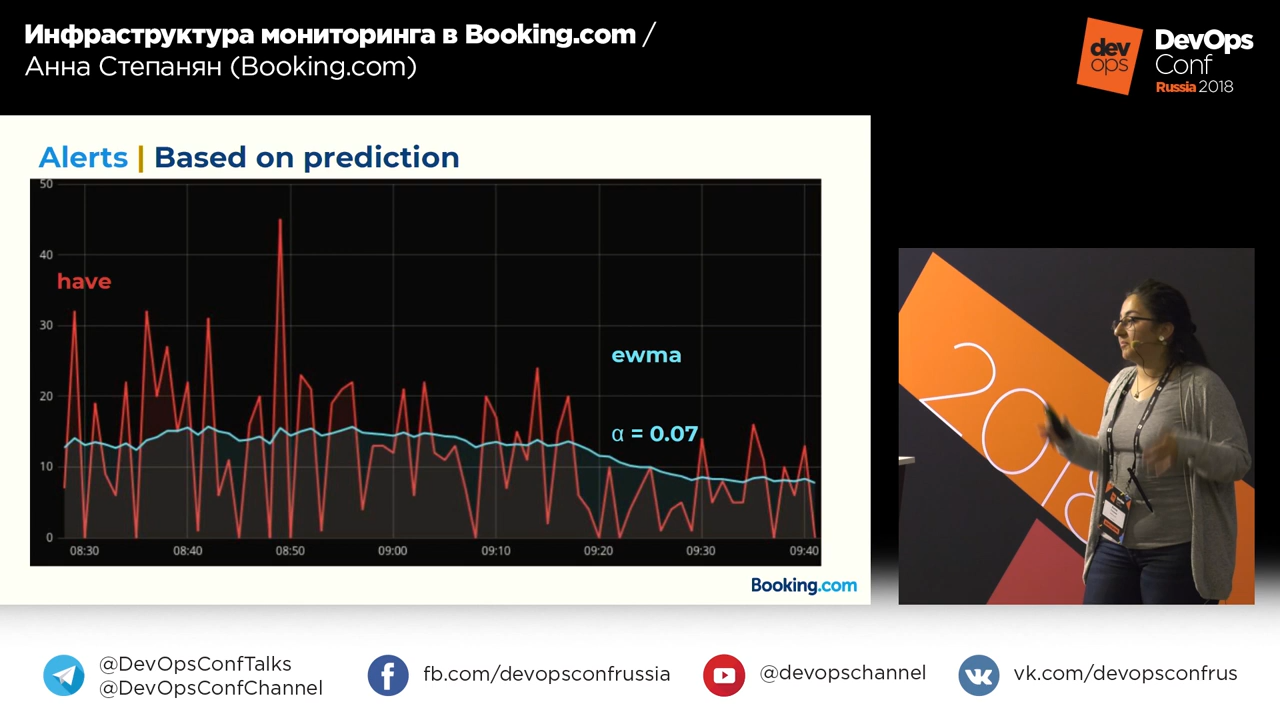 Инфраструктура мониторинга в Booking.com /
Анна Степанян (Booking.com)
dev
ops
DevOps
Conf
Russia 2018
Alerts | Based on prediction
50
40
have
30
ewma
20
α = 0.07
10
0
08:30 08:40 08:50 09:00 09:10 09:20 09:30 09:40
Booking.com
2018
@DevOpsConfTalks
@DevOpsConfChannel
fb.com/devopsconfrussia
@devopschannel
vk.com/devopsconfrus